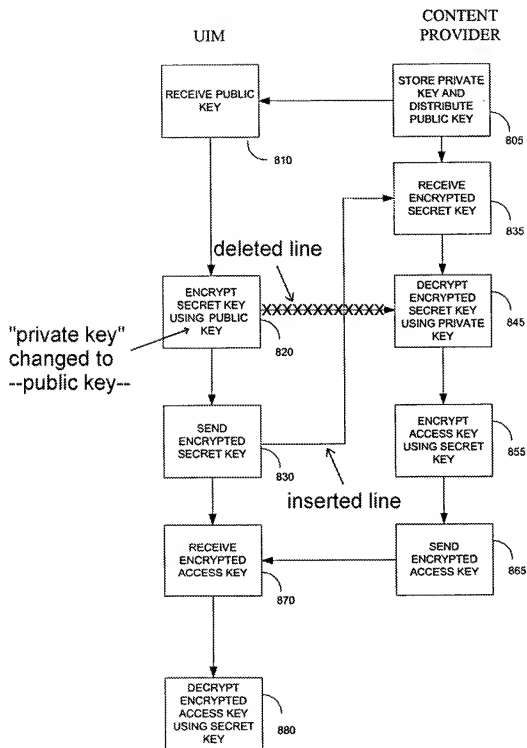 UIM
CONTENT
PROVIDER
RECEIVE PUBLIC
KEY
810
STORE PRIVATE
KEY AND
DISTRIBUTE
PUBLIC KEY
805
RECEIVE
ENCRYPTED
SECRET KEY
835
deleted line
ENCRYPT
SECRET KEY
USING PUBLIC
KEY
820
XXXXXXXXXXXX
DECRYPT
ENCRYPTED
SECRET KEY
USING PRIVATE
KEY
845
"private key"
changed to
--public key--
SEND
ENCRYPTED
SECRET KEY
830
inserted line
ENCRYPT
ACCESS KEY
USING SECRET
KEY
855
RECEIVE
ENCRYPTED
ACCESS KEY
870
SEND
ENCRYPTED
ACCESS KEY
865
DECRYPT
ENCRYPTED
ACCESS KEY
USING SECRET
KEY
880